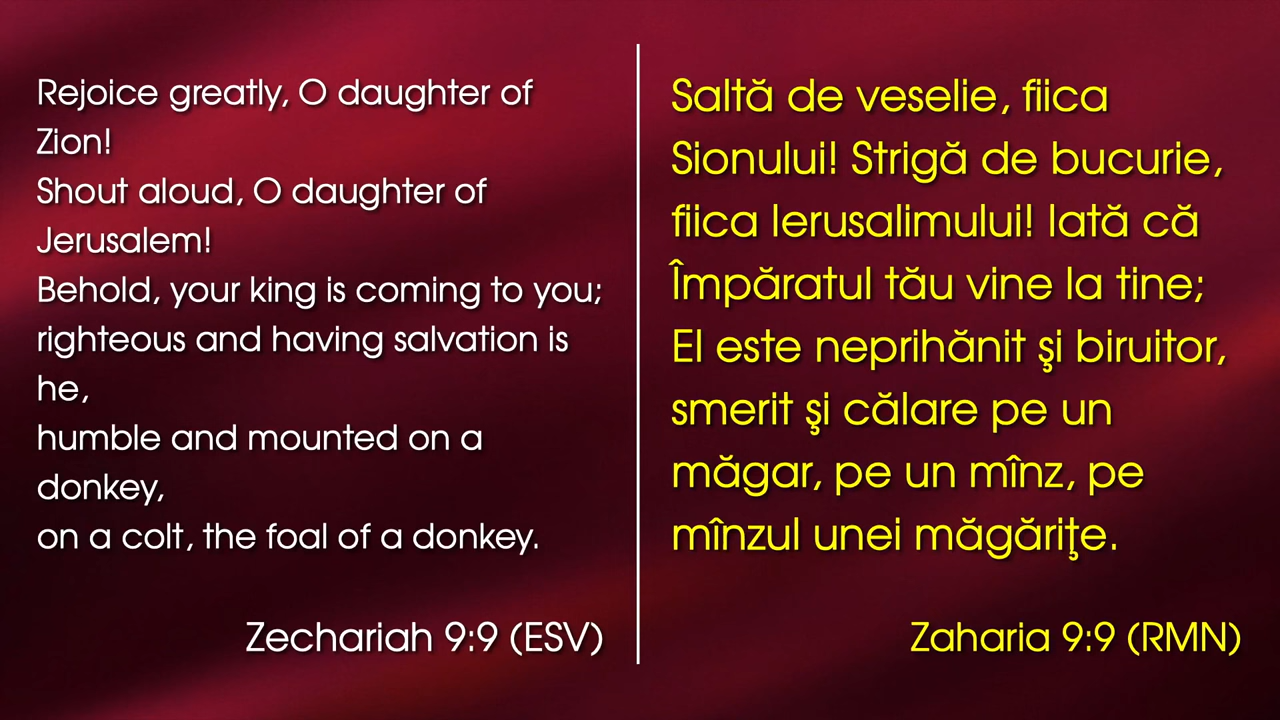 Rejoice greatly, O daughter of
Zion!
Shout aloud, O daughter of
Jerusalem!
Behold, your king is coming to you;
righteous and having salvation is
he,
humble and mounted on a
donkey,
on a colt, the foal of a donkey.
Zechariah 9:9 (ESV)
Saltă de veselie, fiica
Sionului! Strigă de bucurie,
fiica Ierusalimului! Iată că
Împăratul tău vine la tine;
El este neprihănit şi biruitor,
smerit şi călare pe un
măgar, pe un mînz, pe
mînzul unei măgăriţe.
Zaharia 9:9 (RMN)